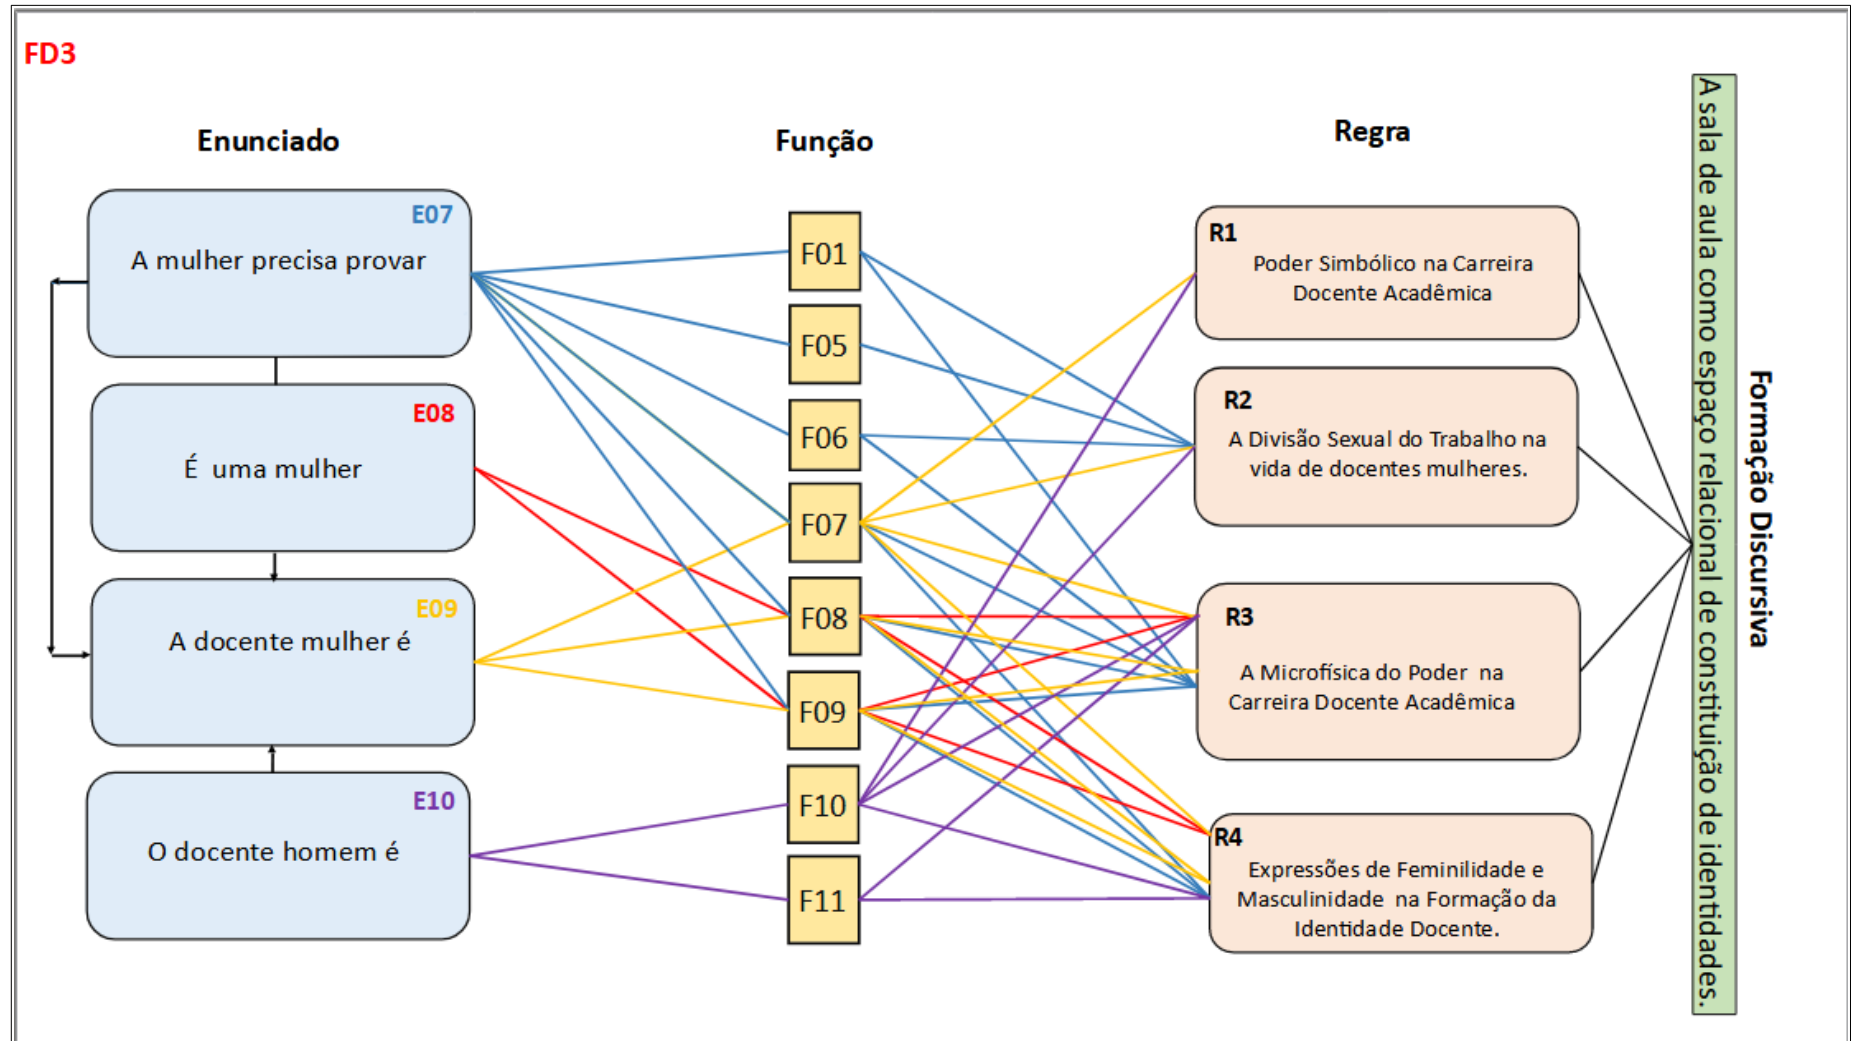 FD3
Enunciado
Função
Regra
E07
A mulher precisa provar
E08
É uma mulher
E09
A docente mulher é
E10
O docente homem é
F01
F05
F06
F07
F08
F09
F10
F11
R1
Poder Simbólico na Carreira
Docente Acadêmica
R2
A Divisão Sexual do Trabalho na
vida de docentes mulheres.
R3
A Microfísica do Poder na
Carreira Docente Acadêmica
R4
Expressões de Feminilidade e
Masculinidade na Formação da
Identidade Docente.
A sala de aula como espaço relacional de constituição de identidades.
Formação Discursiva